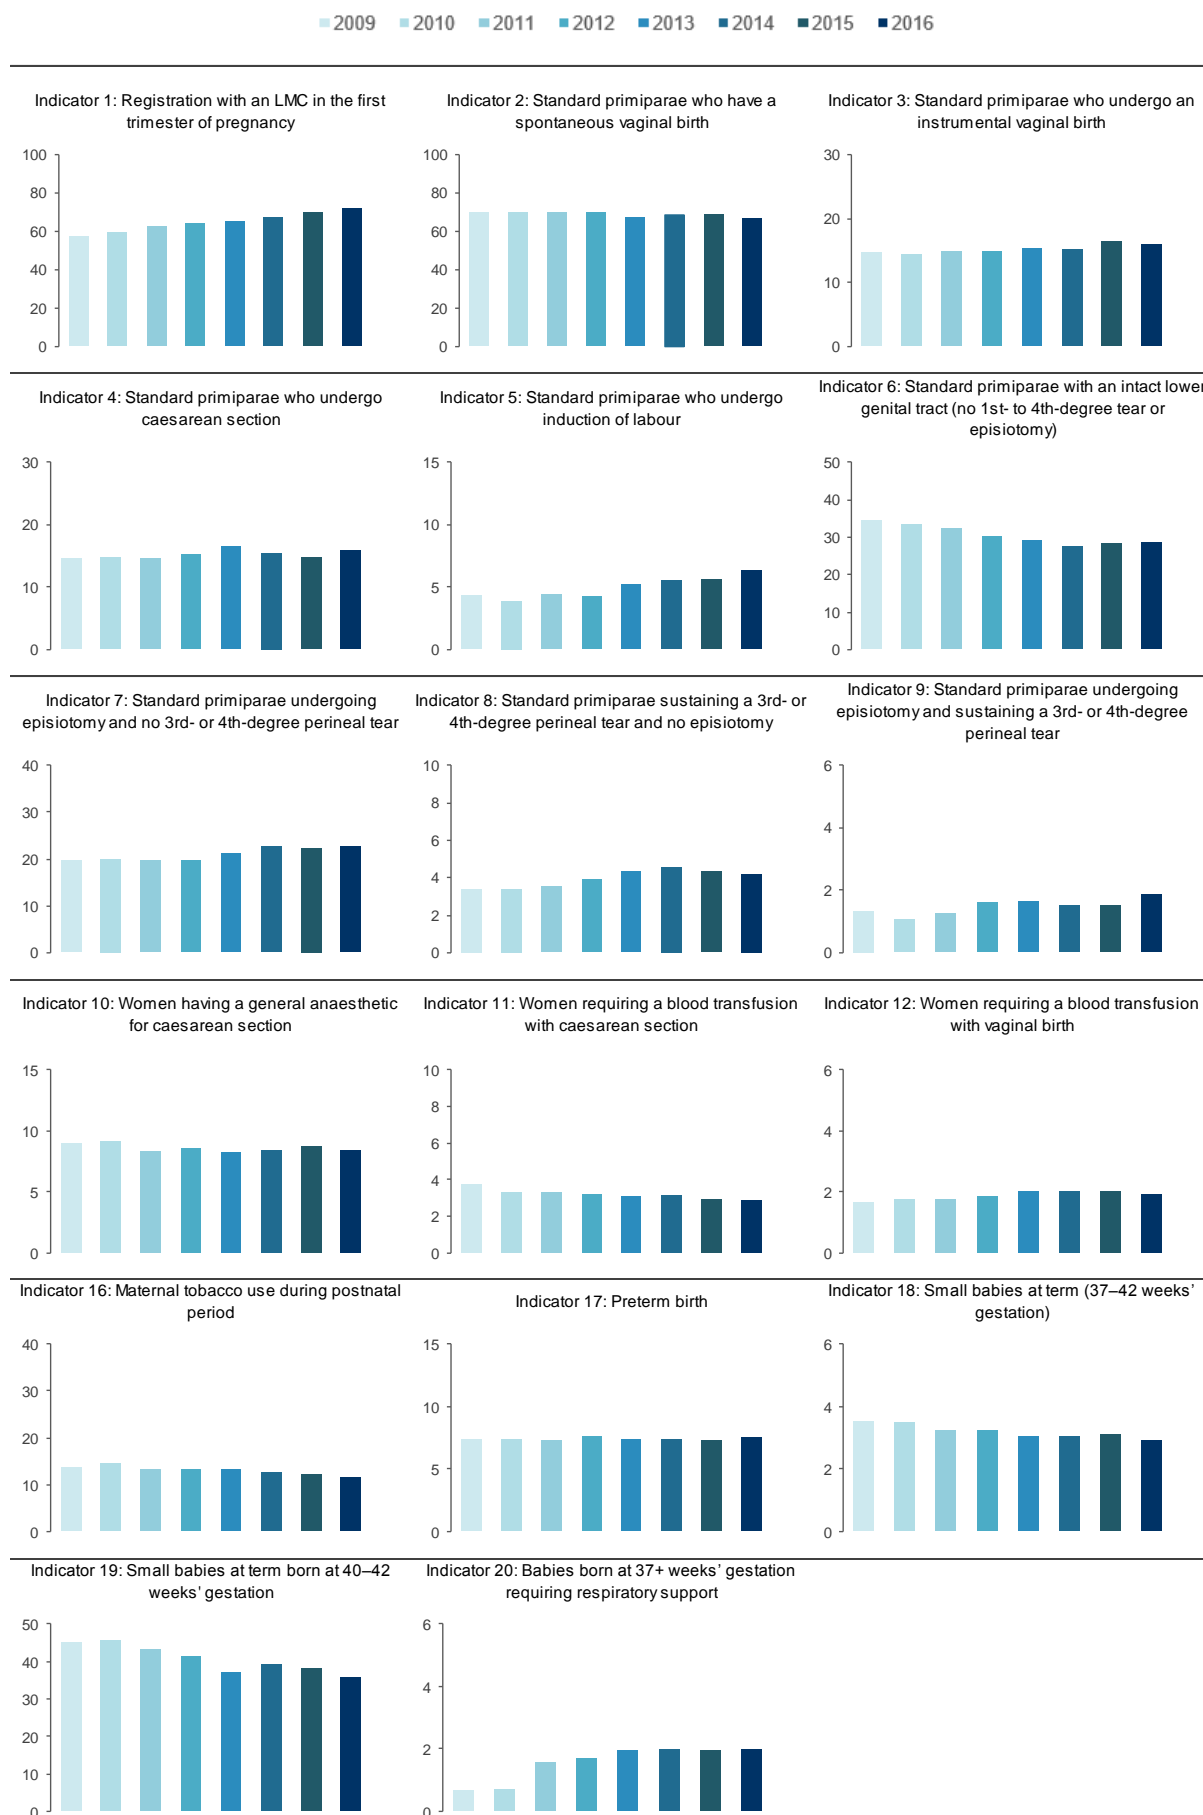 2009 2010 2011 2012 2013 2014 2015 2016
Indicator 1: Registration with an LMC in the first
trimester of pregnancy
100
80
60
40
20
0
Indicator 2: Standard primiparae who have a
spontaneous vaginal birth
100
80
60
40
20
0
Indicator 3: Standard primiparae who undergo an
instrumental vaginal birth
30
20
10
0
Indicator 4: Standard primiparae who undergo
caesarean section
30
20
10
0
Indicator 5: Standard primiparae who undergo
induction of labour
15
10
5
0
Indicator 6: Standard primiparae with an intact lower
genital tract (no 1st- to 4th-degree tear or
episiotomy)
50
40
30
20
10
0
Indicator 7: Standard primiparae undergoing
episiotomy and no 3rd- or 4th-degree perineal tear
40
30
20
10
0
Indicator 8: Standard primiparae sustaining a 3rd- or
4th-degree perineal tear and no episiotomy
10
8
6
4
2
0
Indicator 9: Standard primiparae undergoing
episiotomy and sustaining a 3rd- or 4th-degree
perineal tear
6
4
2
0
Indicator 10: Women having a general anaesthetic
for caesarean section
15
10
5
0
Indicator 11: Women requiring a blood transfusion
with caesarean section
10
8
6
4
2
0
Indicator 12: Women requiring a blood transfusion
with vaginal birth
6
4
2
0
Indicator 16: Maternal tobacco use during postnatal
period
40
30
20
10
0
Indicator 17: Preterm birth
15
10
5
0
Indicator 18: Small babies at term (37–42 weeks’
gestation)
6
4
2
0
Indicator 19: Small babies at term born at 40–42
weeks’ gestation
50
40
30
20
10
0
Indicator 20: Babies born at 37+ weeks’ gestation
requiring respiratory support
6
4
2
0